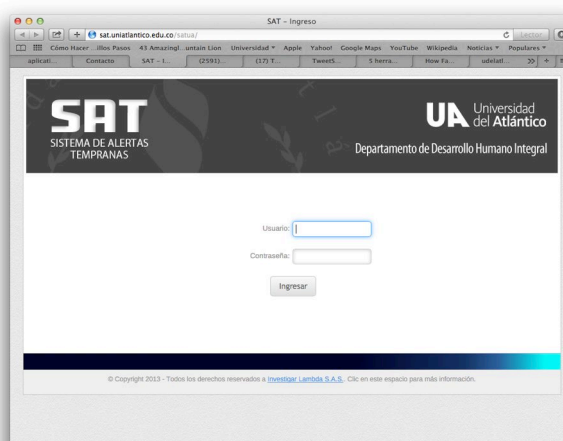 SAT – Ingreso
sat.uniatlantico.edu.co/satua/
Lector
Cómo Hacer ...illos Pasos 43 Amazingl...untain Lion Universidad Apple Yahoo! Google Maps YouTube Wikipedia Noticias Populares
aplicati... Contacto SAT – I... (2591)... (17) T... TweetS... 5 herra... How Fa... udelatl...
SAT
SISTEMA DE ALERTAS
TEMPRANAS
UA Universidad
del Atlántico
Departamento de Desarrollo Humano Integral
Usuario:
Contraseña:
Ingresar
© Copyright 2013 - Todos los derechos reservados a Investigar Lambda S.A.S.. Clic en este espacio para más información.